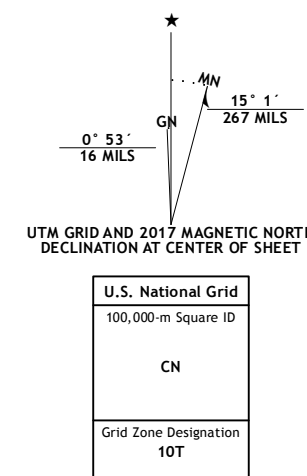 ★
MN
GN
15° 1´
267 MILS
0° 53´
16 MILS
UTM GRID AND 2017 MAGNETIC NORTH
DECLINATION AT CENTER OF SHEET
U.S. National Grid
100,000-m Square ID
CN
Grid Zone Designation
10T